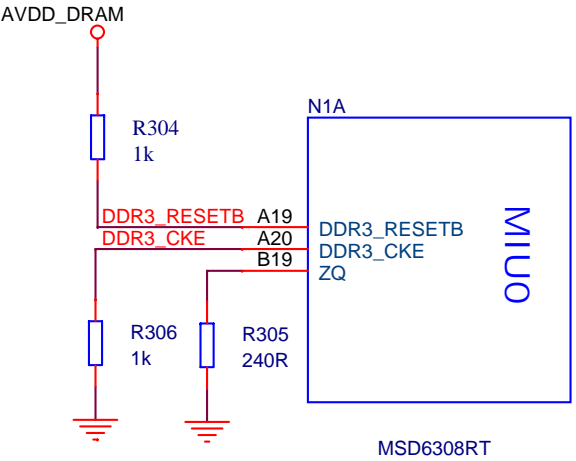 AVDD_DRAM
N1A
R304
1k
DDR3_RESETB A19 DDR3_RESETB
DDR3_CKE A20 DDR3_CKE
B19 ZQ
MIU0
R306
1k
R305
240R
MSD6308RT